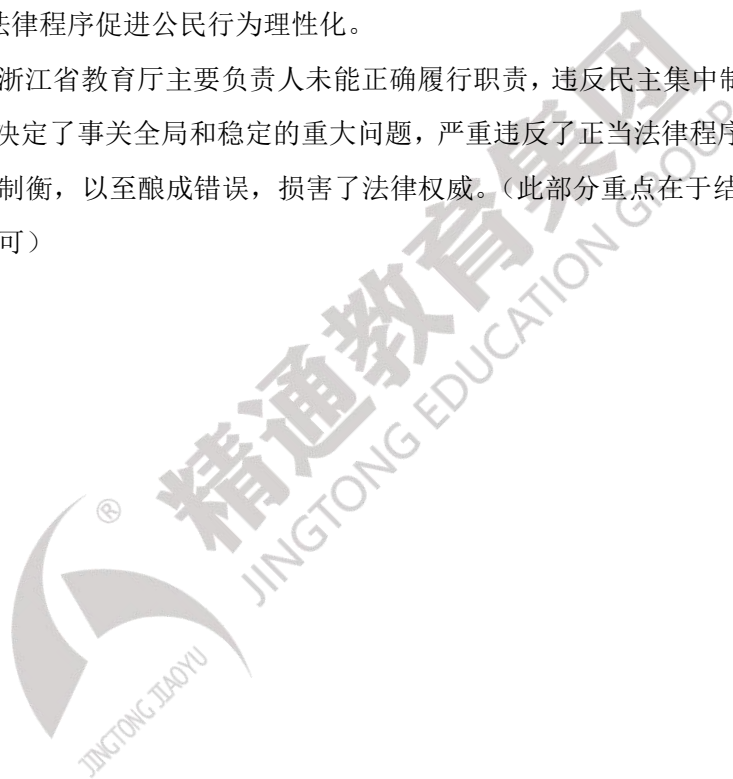 法律程序促进公民行为理性化。
浙江省教育厅主要负责人未能正确履行职责，违反民主集中制
决定了事关全局和稳定的重大问题，严重违反了正当法律程序
制衡，以至酿成错误，损害了法律权威。（此部分重点在于结
可）
精通教育集团
JINGTONG EDUCATION GROUP
®
JINGTONG JIAOYU